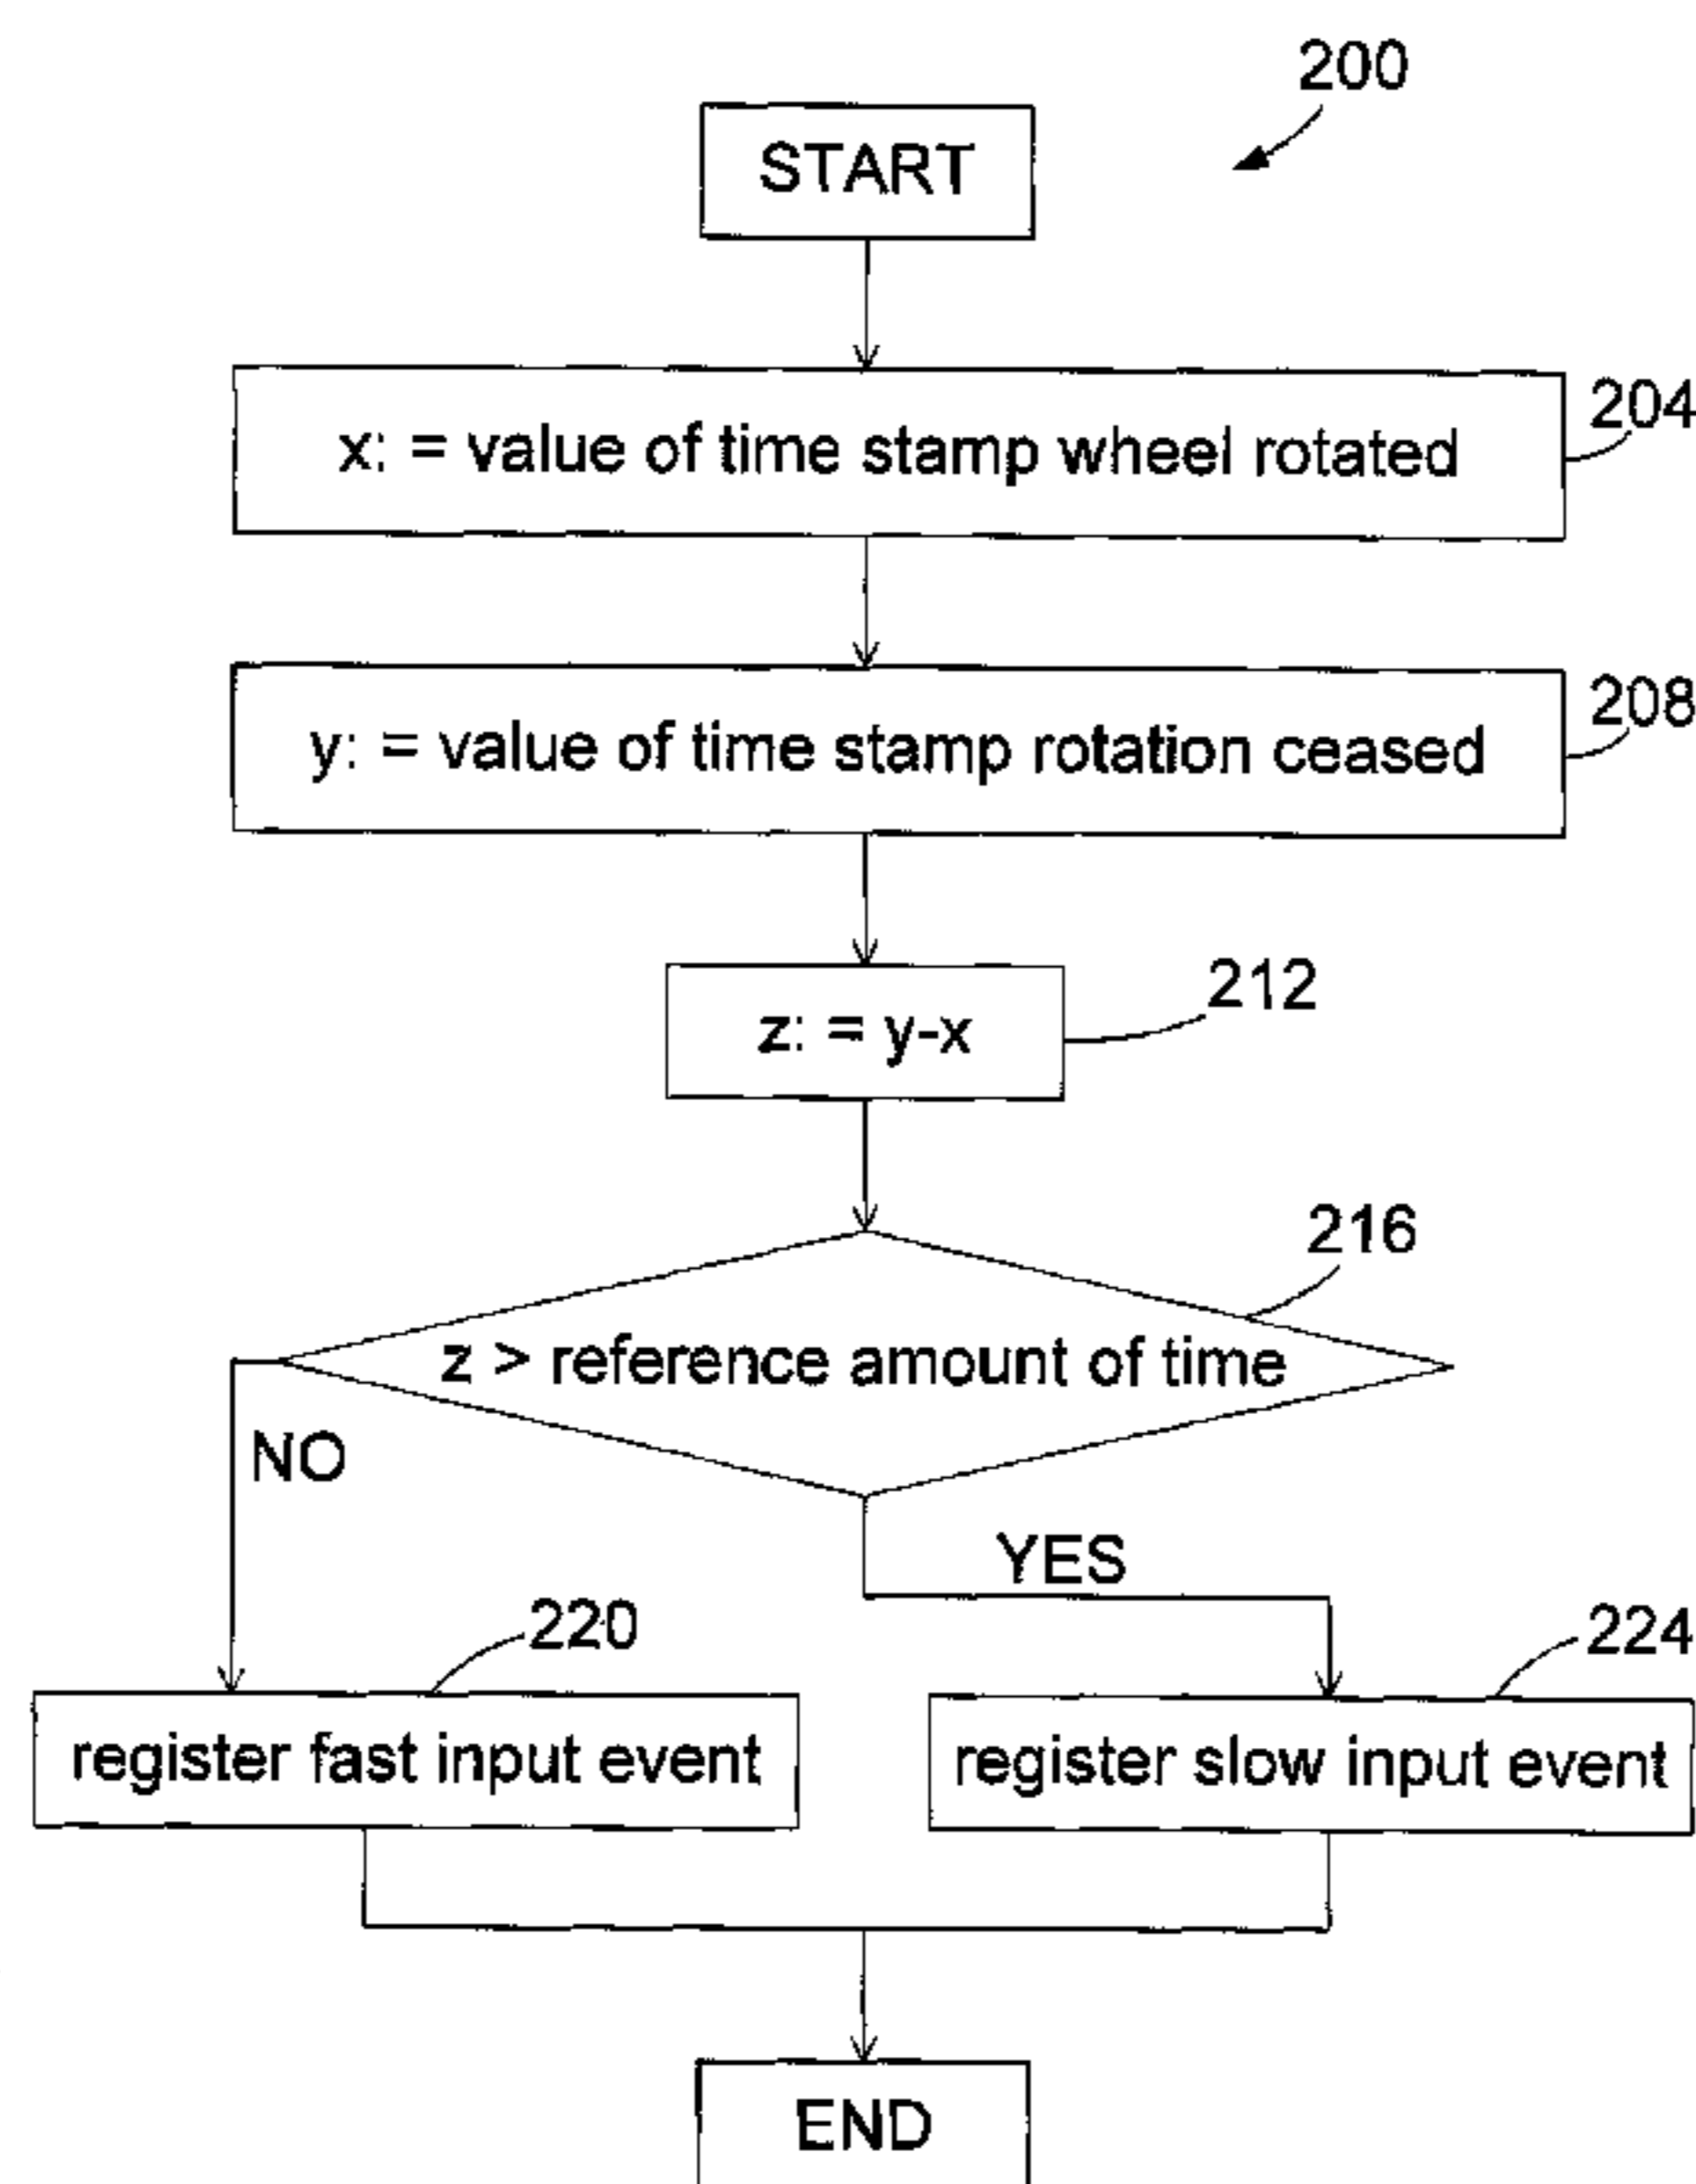 200
START
x: = value of time stamp wheel rotated
204
y: = value of time stamp rotation ceased
208
z: = y-x
212
216
z > reference amount of time
NO
YES
220
224
register fast input event
register slow input event
END